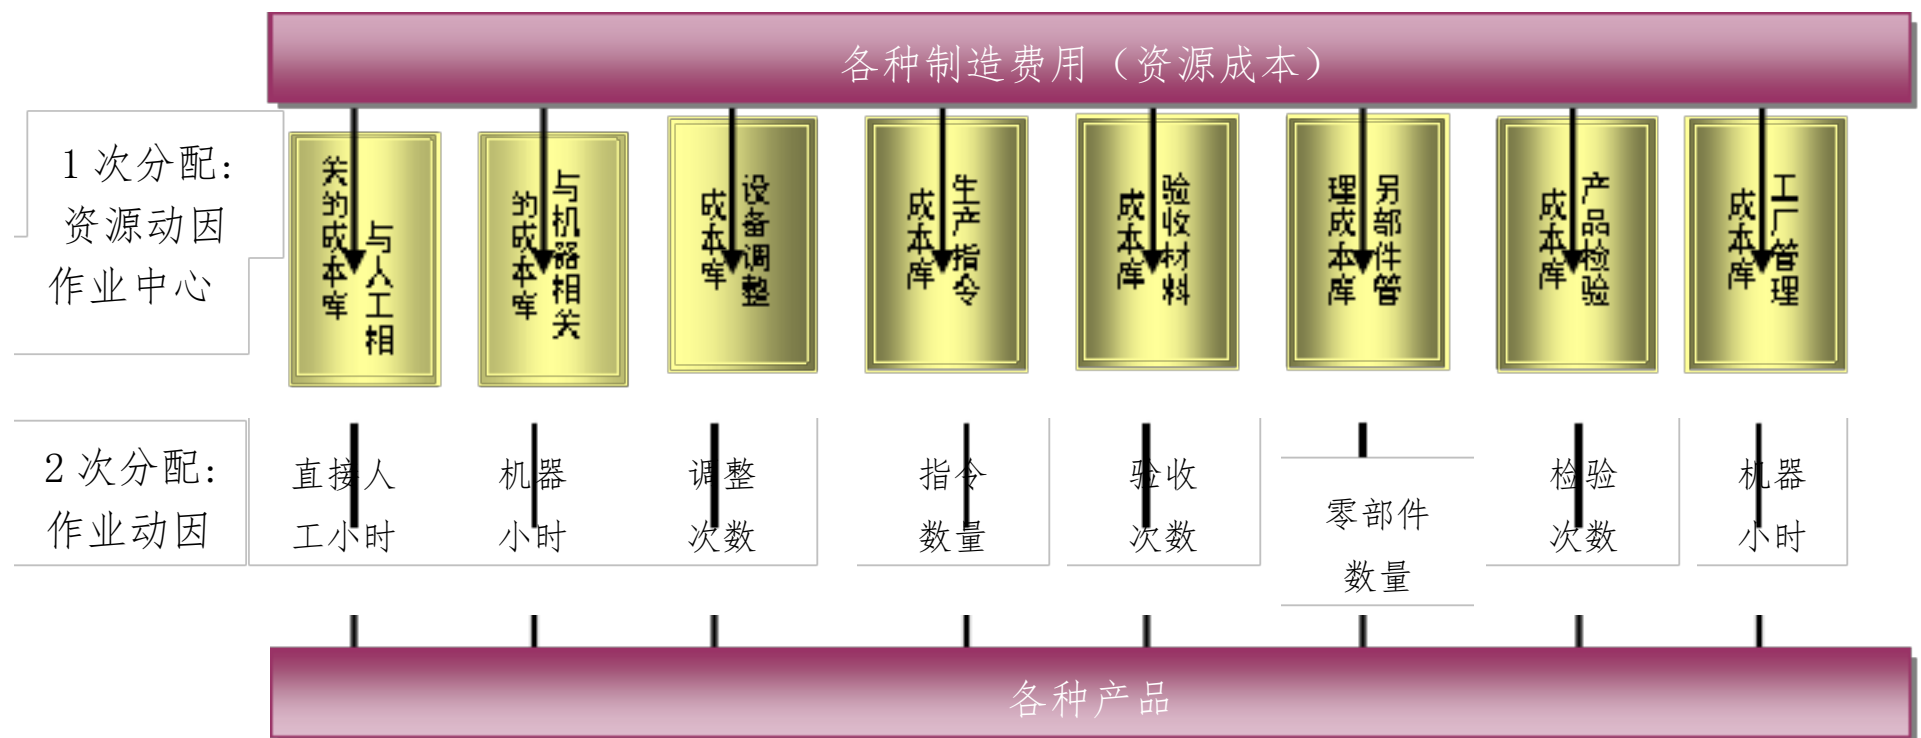 各种制造费用（资源成本）
1 次分配：
资源动因
作业中心
与人工相
关的成本库
与机器相关
的成本库
设备调整
成本库
生产指令
成本库
验收材料
成本库
另部件管
理成本库
产品检验
成本库
工厂管理
成本库
2 次分配：
作业动因
直接人
工小时
机器
小时
调整
次数
指令
数量
验收
次数
零部件
数量
检验
次数
机器
小时
各种产品